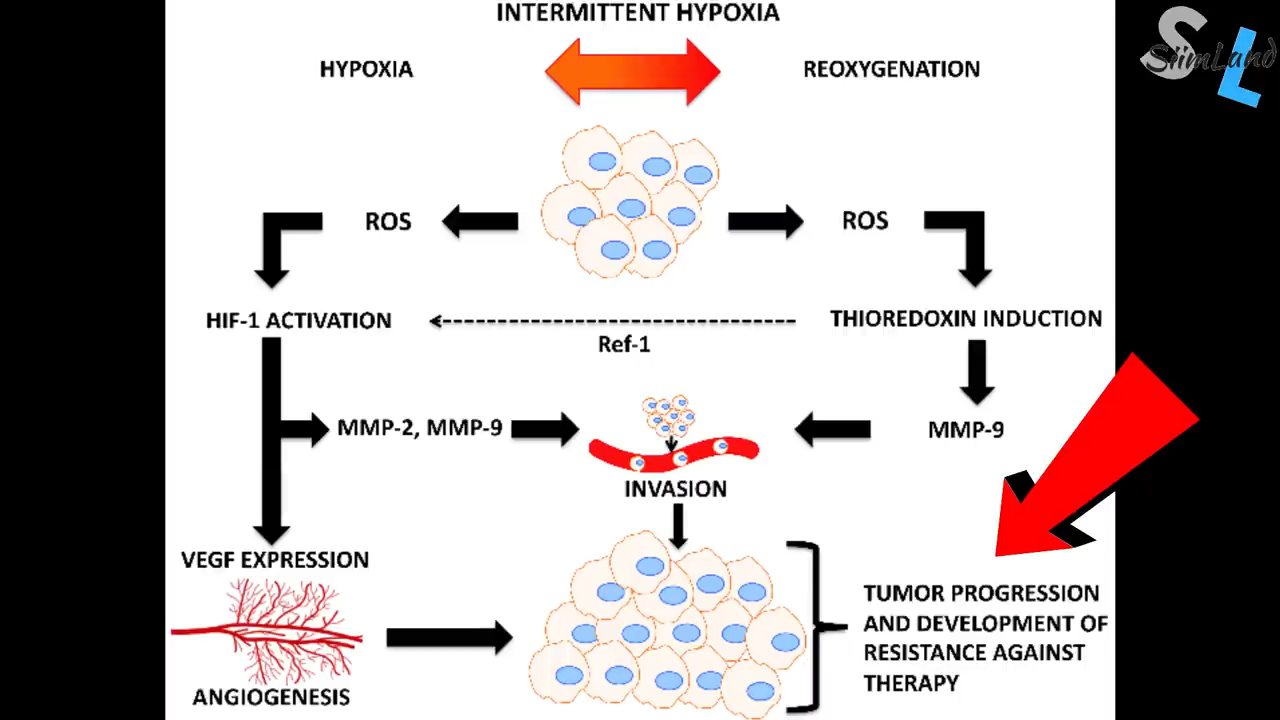 INTERMITTENT HYPOXIA
HYPOXIA
REOXYGENATION
SL
SiimLand
ROS
ROS
HIF-1 ACTIVATION
THIOREDOXIN INDUCTION
Ref-1
MMP-2, MMP-9
MMP-9
INVASION
VEGF EXPRESSION
ANGIOGENESIS
TUMOR PROGRESSION
AND DEVELOPMENT OF
RESISTANCE AGAINST
THERAPY